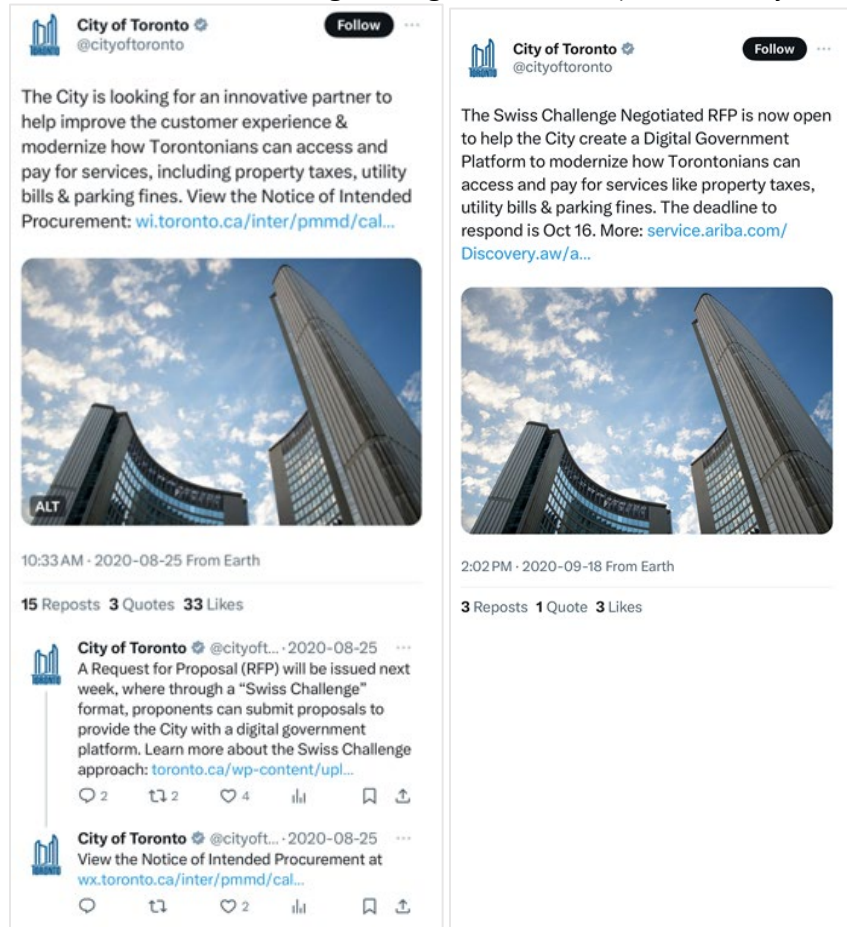 City of Toronto
@cityoftoronto
Follow
The City is looking for an innovative partner to
help improve the customer experience &
modernize how Torontonians can access and
pay for services, including property taxes, utility
bills & parking fines. View the Notice of Intended
Procurement: wi.toronto.ca/inter/pmmd/cal...
ALT
10:33 AM · 2020-08-25 From Earth
15 Reposts 3 Quotes 33 Likes
City of Toronto @cityoft... · 2020-08-25
A Request for Proposal (RFP) will be issued next
week, where through a “Swiss Challenge”
format, proponents can submit proposals to
provide the City with a digital government
platform. Learn more about the Swiss Challenge
approach: toronto.ca/wp-content/upl...
2 2 4
City of Toronto @cityoft... · 2020-08-25
View the Notice of Intended Procurement at
wx.toronto.ca/inter/pmmd/cal...
2
City of Toronto
@cityoftoronto
Follow
The Swiss Challenge Negotiated RFP is now open
to help the City create a Digital Government
Platform to modernize how Torontonians can
access and pay for services like property taxes,
utility bills & parking fines. The deadline to
respond is Oct 16. More: service.ariba.com/
Discovery.aw/a...
2:02 PM · 2020-09-18 From Earth
3 Reposts 1 Quote 3 Likes